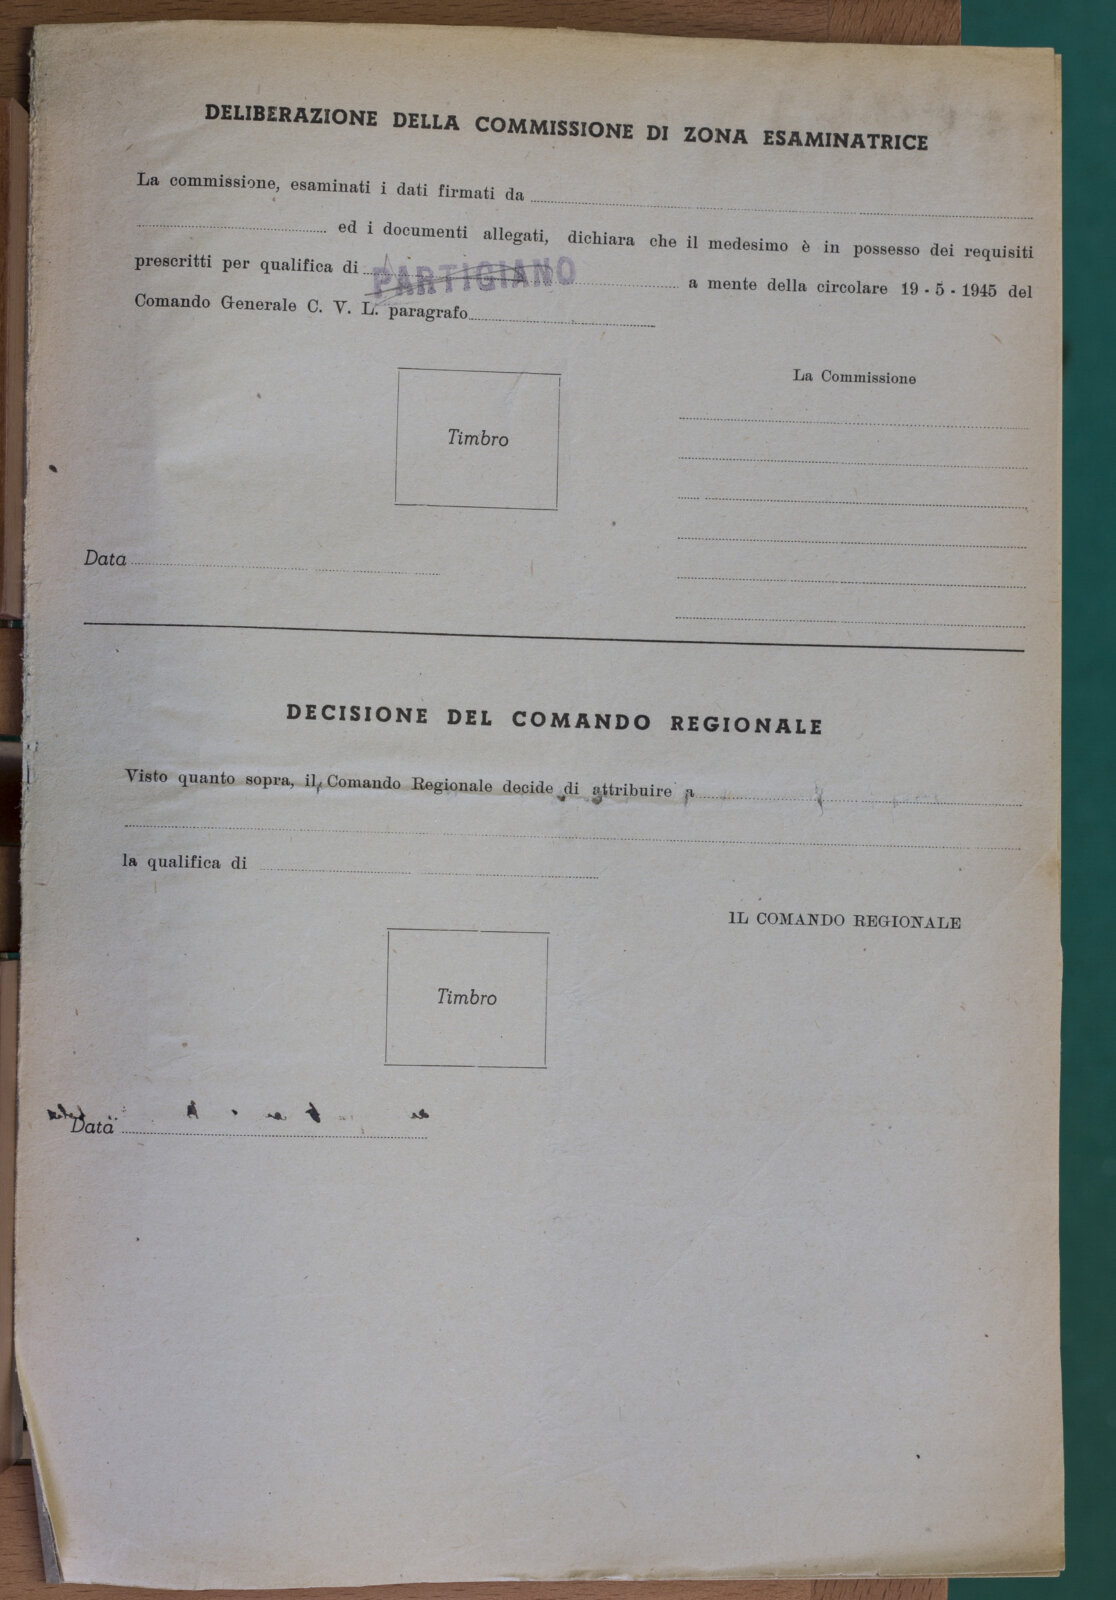 DELIBERAZIONE DELLA COMMISSIONE DI ZONA ESAMINATRICE
La commissione, esaminati i dati firmati da
ed i documenti allegati, dichiara che il medesimo è in possesso dei requisiti
prescritti per qualifica di PARTIGIANO a mente della circolare 19 - 5 - 1945 del
Comando Generale C. V. L. paragrafo
La Commissione
Timbro
Data
DECISIONE DEL COMANDO REGIONALE
Visto quanto sopra, il Comando Regionale decide di attribuire a
la qualifica di
IL COMANDO REGIONALE
Timbro
Data